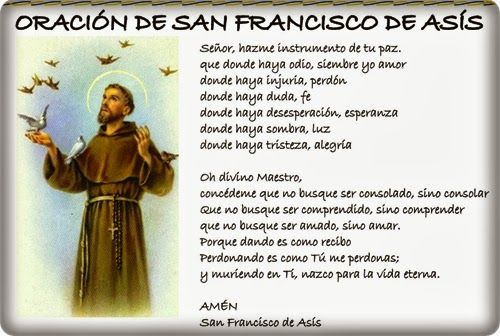 ORACIÓN DE SAN FRANCISCO DE ASÍS
Señor, hazme instrumento de tu paz.
que donde haya odio, siembre yo amor
donde haya injuria, perdón
donde haya duda, fe
donde haya desesperación, esperanza
donde haya sombra, luz
donde haya tristeza, alegría
Oh divino Maestro,
concédeme que no busque ser consolado, sino consolar
Que no busque ser comprendido, sino comprender
que no busque ser amado, sino amar.
Porque dando es como recibo
Perdonando es como Tú me perdonas;
y muriendo en Ti, nazco para la vida eterna.
AMÉN
San Francisco de Asís